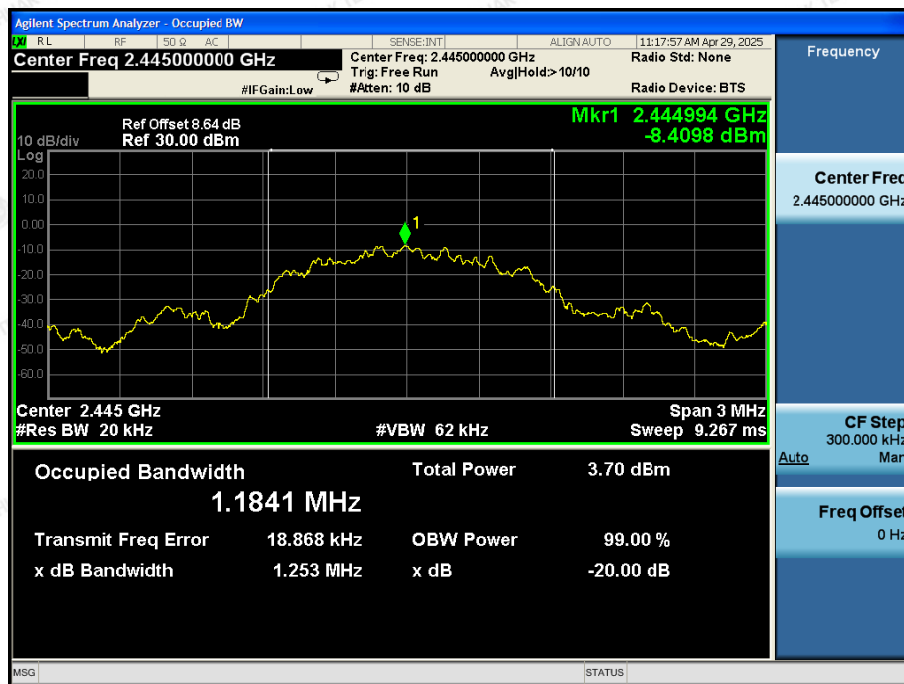 Agilent Spectrum Analyzer - Occupied BW
LXI RL RF 50 Ω AC SENSE:INT ALIGN AUTO 11:17:57 AM Apr 29, 2025
Center Freq 2.445000000 GHz
#IFGain:Low
Center Freq: 2.445000000 GHz
Trig: Free Run Avg|Hold:>10/10
#Atten: 10 dB
Radio Std: None
Radio Device: BTS
Frequency
Mkr1 2.444994 GHz
-8.4098 dBm
Ref Offset 8.64 dB
10 dB/div Ref 30.00 dBm
Log
20.0
10.0
0.00
-10.0
-20.0
-30.0
-40.0
-50.0
-60.0
1
Center 2.445 GHz Span 3 MHz
#Res BW 20 kHz #VBW 62 kHz Sweep 9.267 ms
Occupied Bandwidth Total Power 3.70 dBm
1.1841 MHz
Transmit Freq Error 18.868 kHz OBW Power 99.00 %
x dB Bandwidth 1.253 MHz x dB -20.00 dB
Center Freq
2.445000000 GHz
CF Step
300.000 kHz
Auto Man
Freq Offset
0 Hz
MSG STATUS